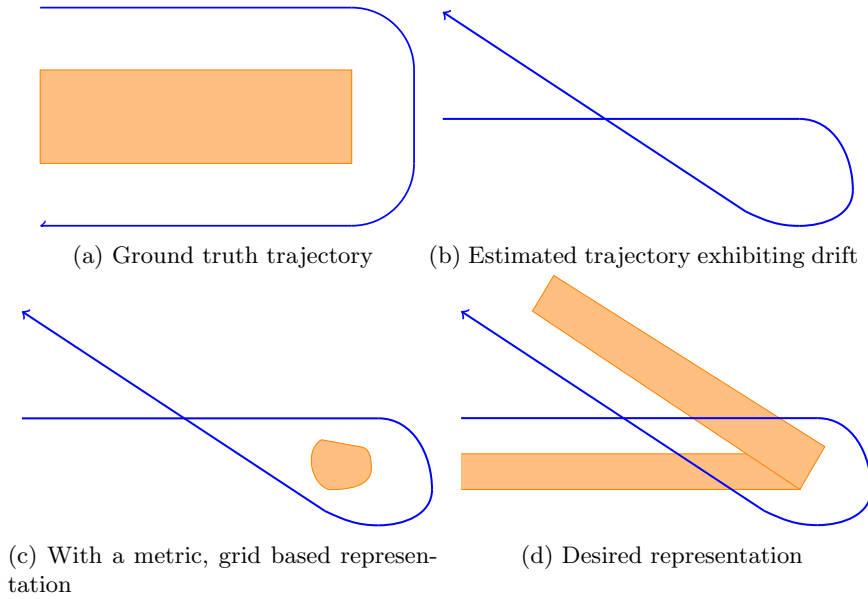 (a) Ground truth trajectory
(b) Estimated trajectory exhibiting drift
(c) With a metric, grid based represen-
tation
(d) Desired representation